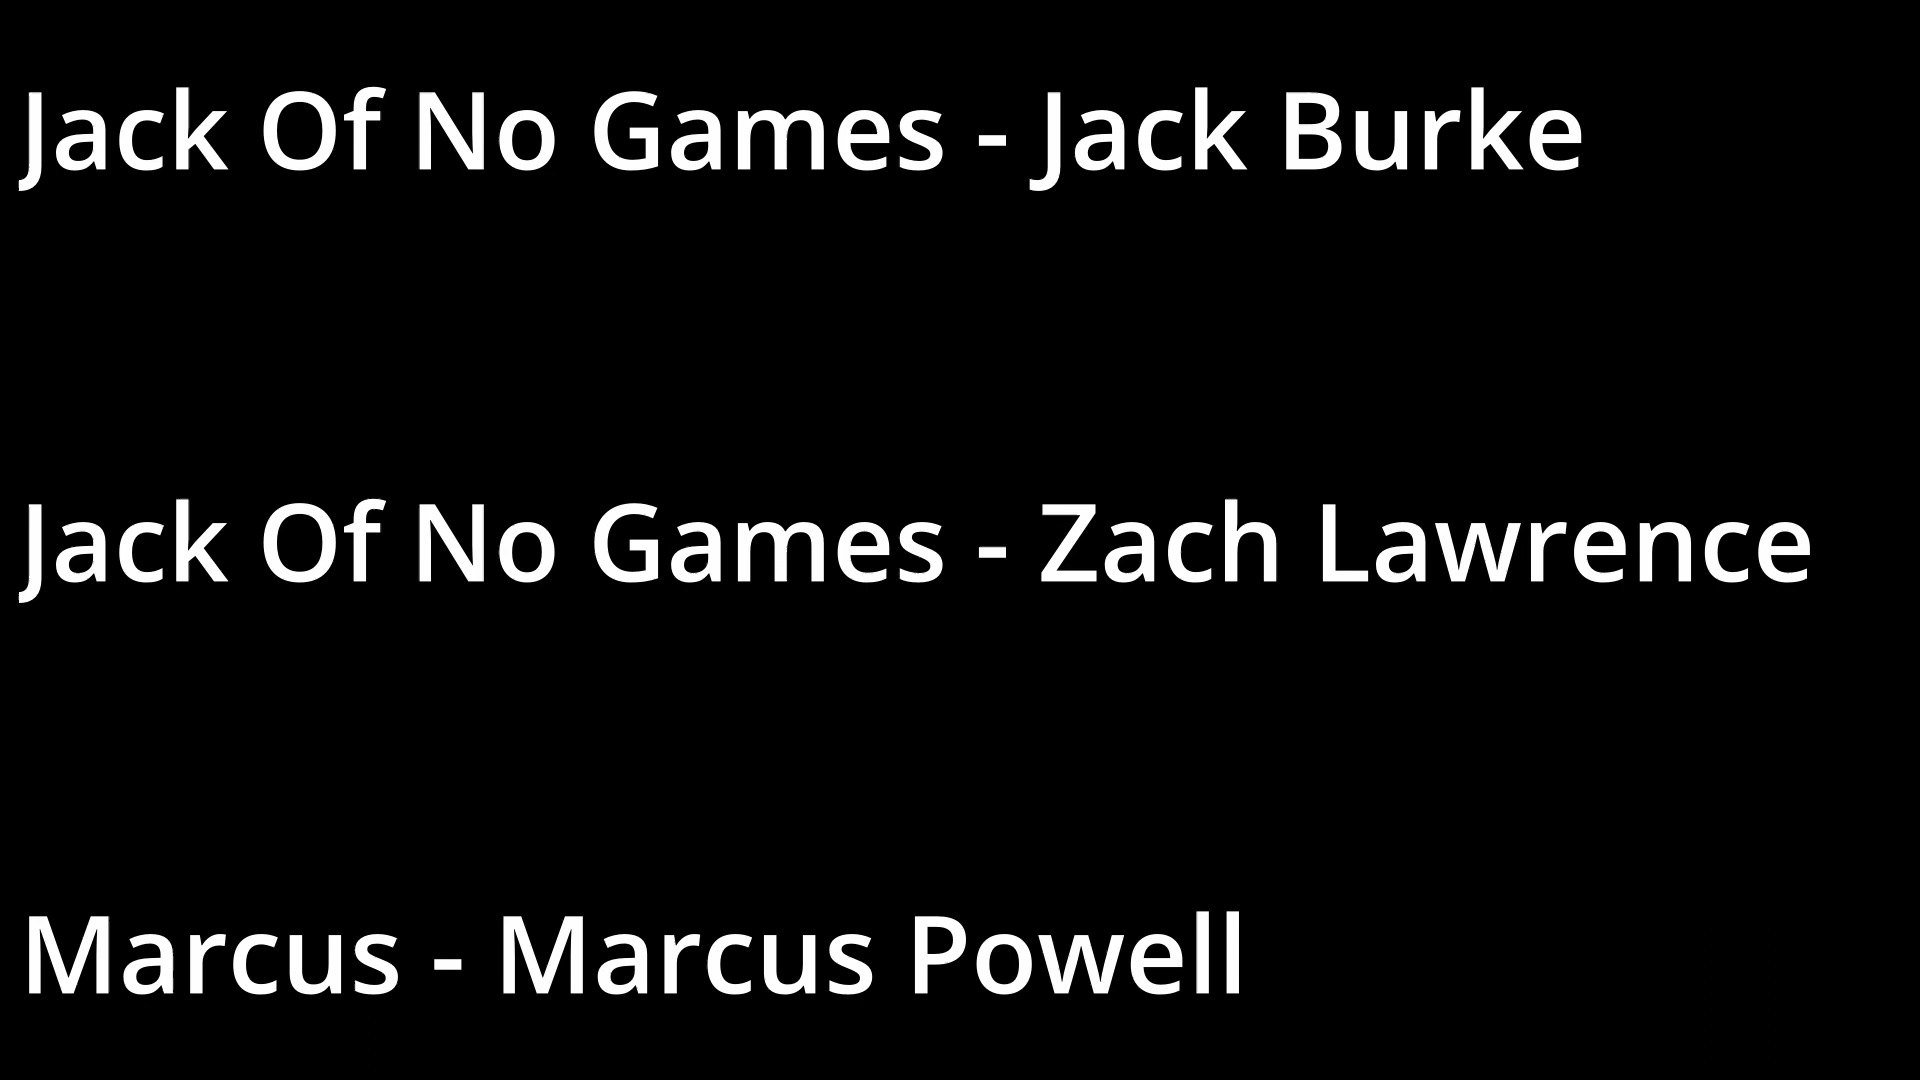 Jack Of No Games - Jack Burke
Jack Of No Games - Zach Lawrence
Marcus - Marcus Powell